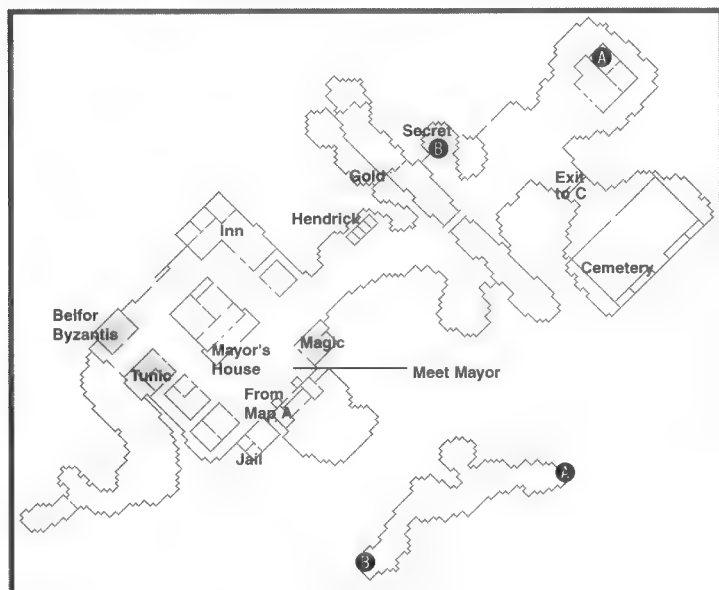 A
Secret
B
Gold
Exit
to C
Hendrick
Inn
Cemetery
Belfor
Byzantis
Mayor's
House
Magic
Tunic
Meet Mayor
From
Map A
Jail
A
B